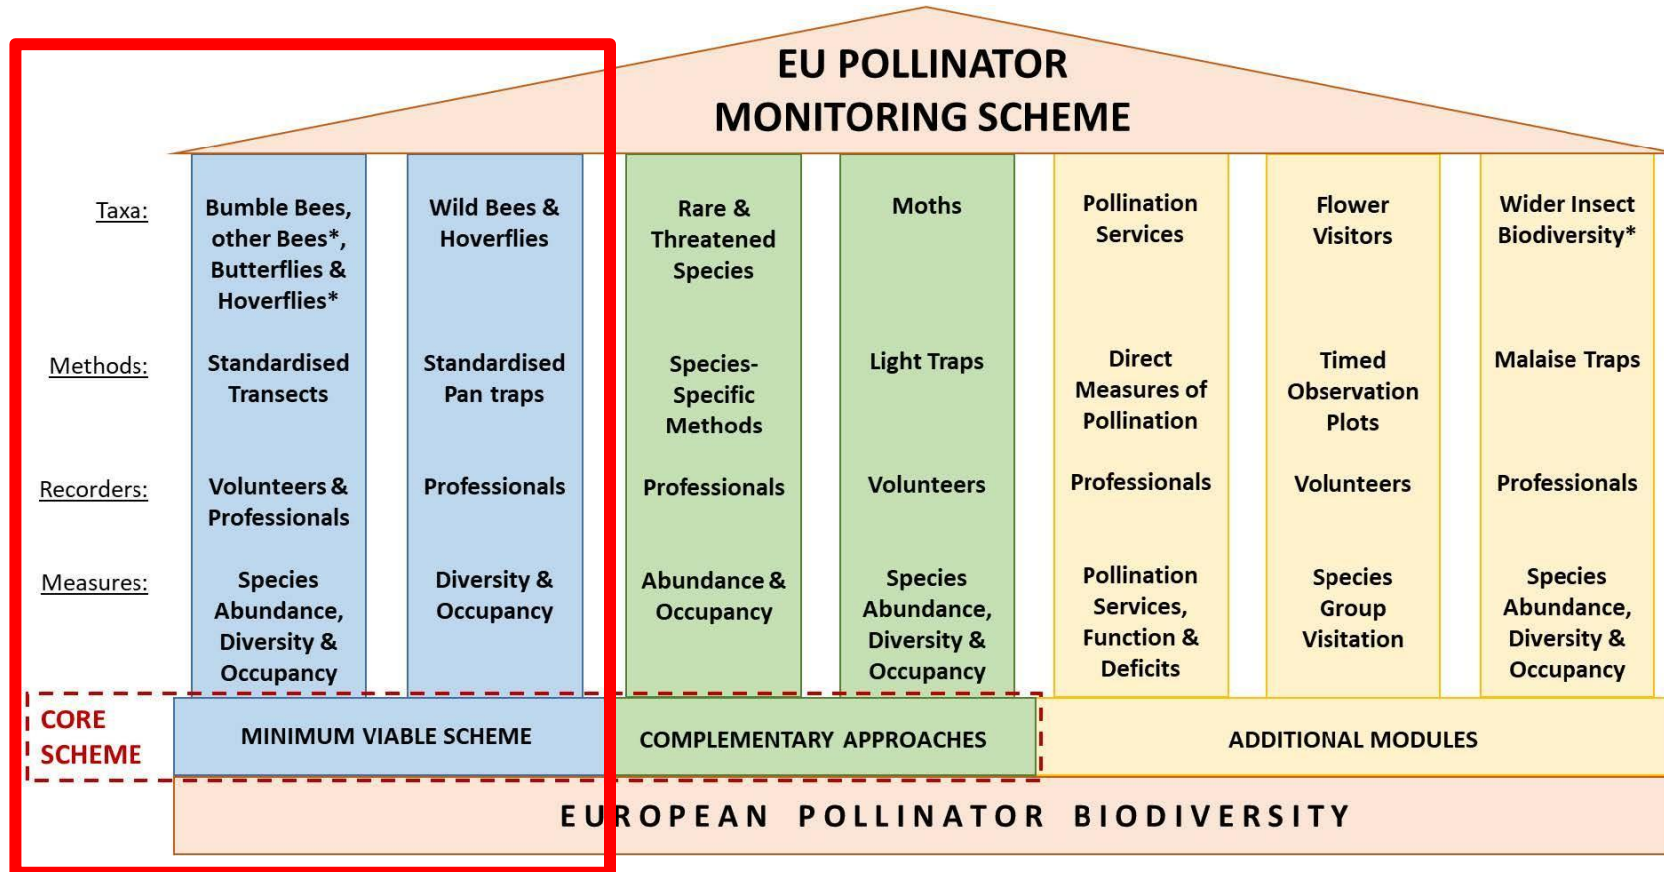 EU POLLINATOR
MONITORING SCHEME
Taxa:
Bumble Bees,
other Bees*,
Butterflies &
Hoverflies*
Wild Bees &
Hoverflies
Rare &
Threatened
Species
Moths
Pollination
Services
Flower
Visitors
Wider Insect
Biodiversity*
Methods:
Standardised
Transects
Standardised
Pan traps
Species-
Specific
Methods
Light Traps
Direct
Measures of
Pollination
Timed
Observation
Plots
Malaise Traps
Recorders:
Volunteers &
Professionals
Professionals
Professionals
Volunteers
Professionals
Volunteers
Professionals
Measures:
Species
Abundance,
Diversity &
Occupancy
Diversity &
Occupancy
Abundance &
Occupancy
Species
Abundance,
Diversity &
Occupancy
Pollination
Services,
Function &
Deficits
Species
Group
Visitation
Species
Abundance,
Diversity &
Occupancy
CORE
SCHEME
MINIMUM VIABLE SCHEME
COMPLEMENTARY APPROACHES
ADDITIONAL MODULES
EUROPEAN POLLINATOR BIODIVERSITY